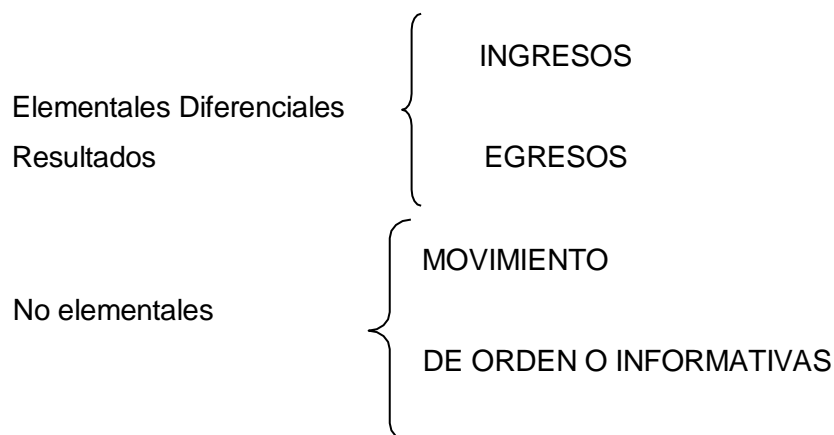 INGRESOS
Elementales Diferenciales
Resultados
EGRESOS
MOVIMIENTO
No elementales
DE ORDEN O INFORMATIVAS